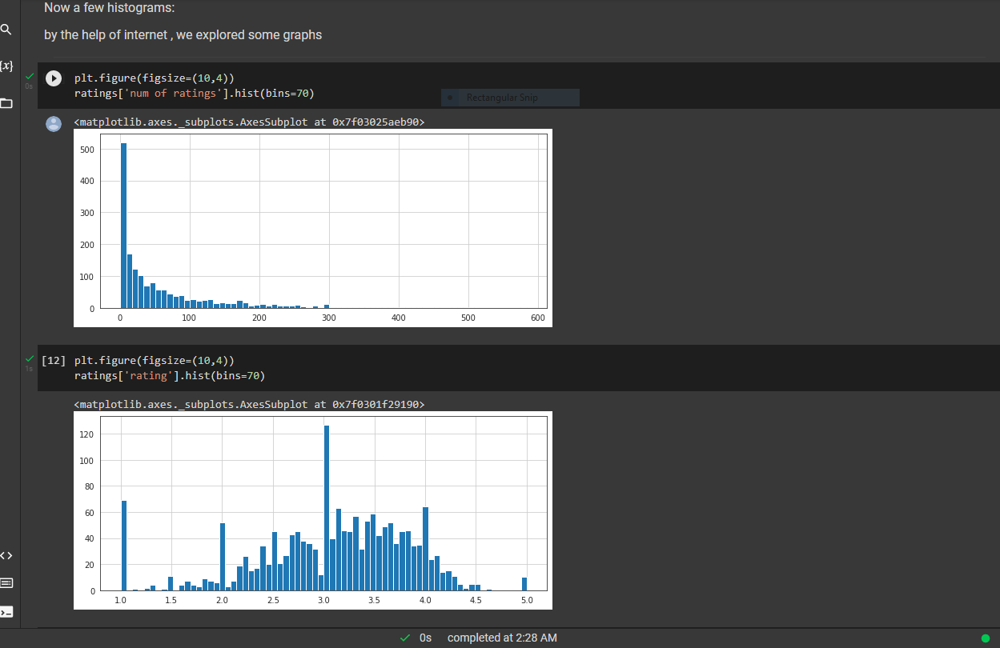 Now a few histograms:
by the help of internet , we explored some graphs
{x}
0s
plt.figure(figsize=(10,4))
ratings['num of ratings'].hist(bins=70)
Rectangular Snip
<matplotlib.axes._subplots.AxesSubplot at 0x7f03025aeb90>
500
400
300
200
100
0
0 100 200 300 400 500 600
1s
[12] plt.figure(figsize=(10,4))
ratings['rating'].hist(bins=70)
<matplotlib.axes._subplots.AxesSubplot at 0x7f0301f29190>
120
100
80
60
40
20
0
1.0 1.5 2.0 2.5 3.0 3.5 4.0 4.5 5.0
0s completed at 2:28 AM